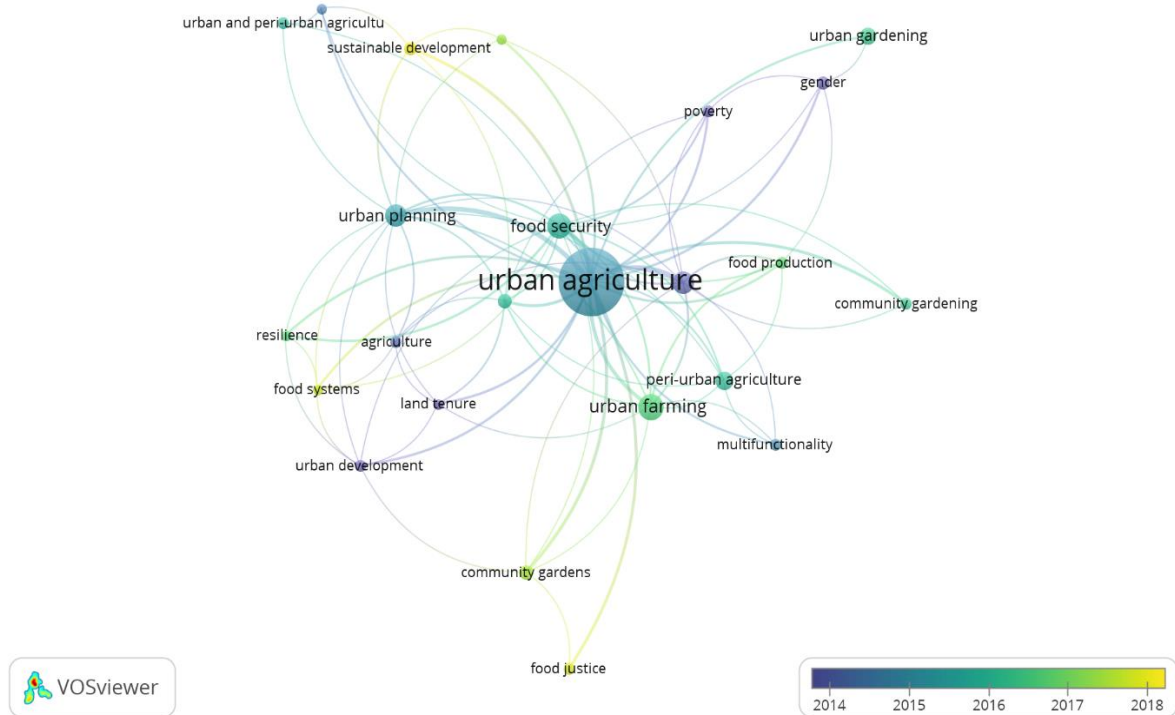 urban and peri-urban agricultu
sustainable development
urban gardening
gender
poverty
urban planning
food security
food production
urban agriculture
community gardening
resilience
agriculture
food systems
peri-urban agriculture
land tenure
urban farming
multifunctionality
urban development
community gardens
food justice
VOSviewer
2014 2015 2016 2017 2018